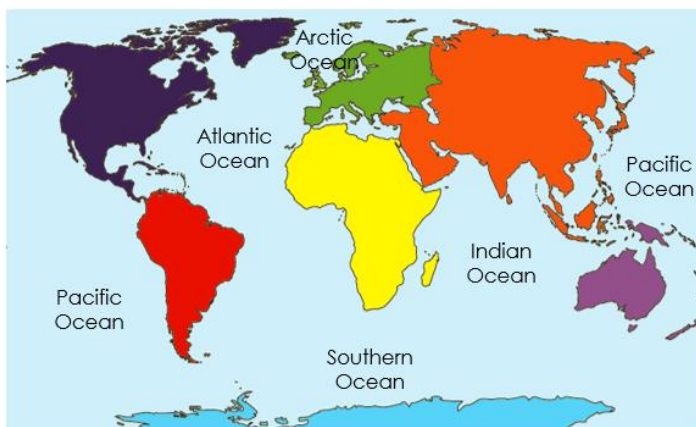 Arctic
Ocean
Atlantic
Ocean
Pacific
Ocean
Indian
Ocean
Pacific
Ocean
Southern
Ocean